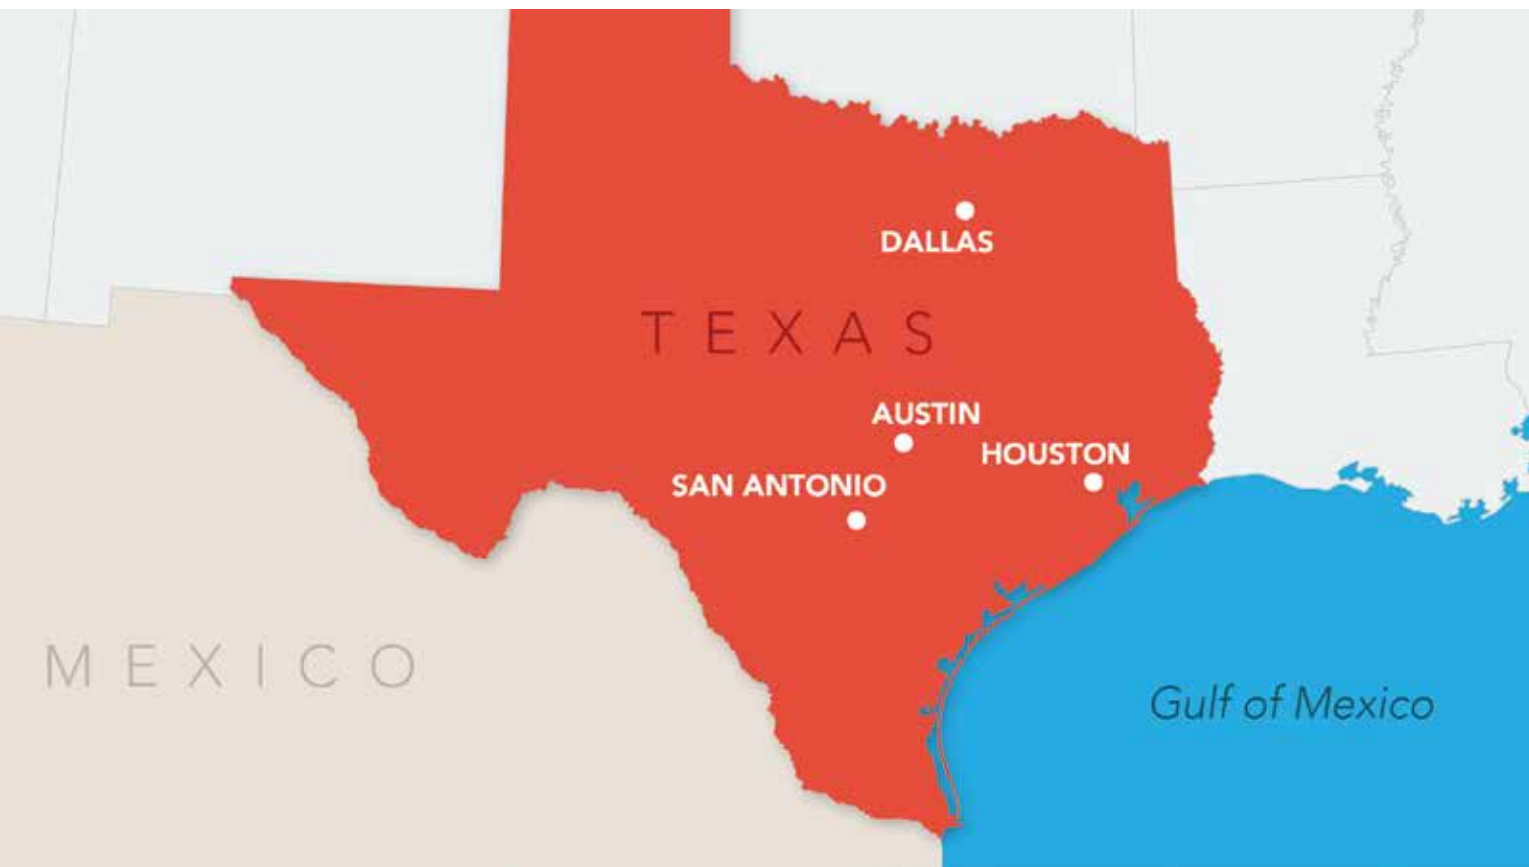 DALLAS
TEXAS
AUSTIN
HOUSTON
SAN ANTONIO
MEXICO
Gulf of Mexico